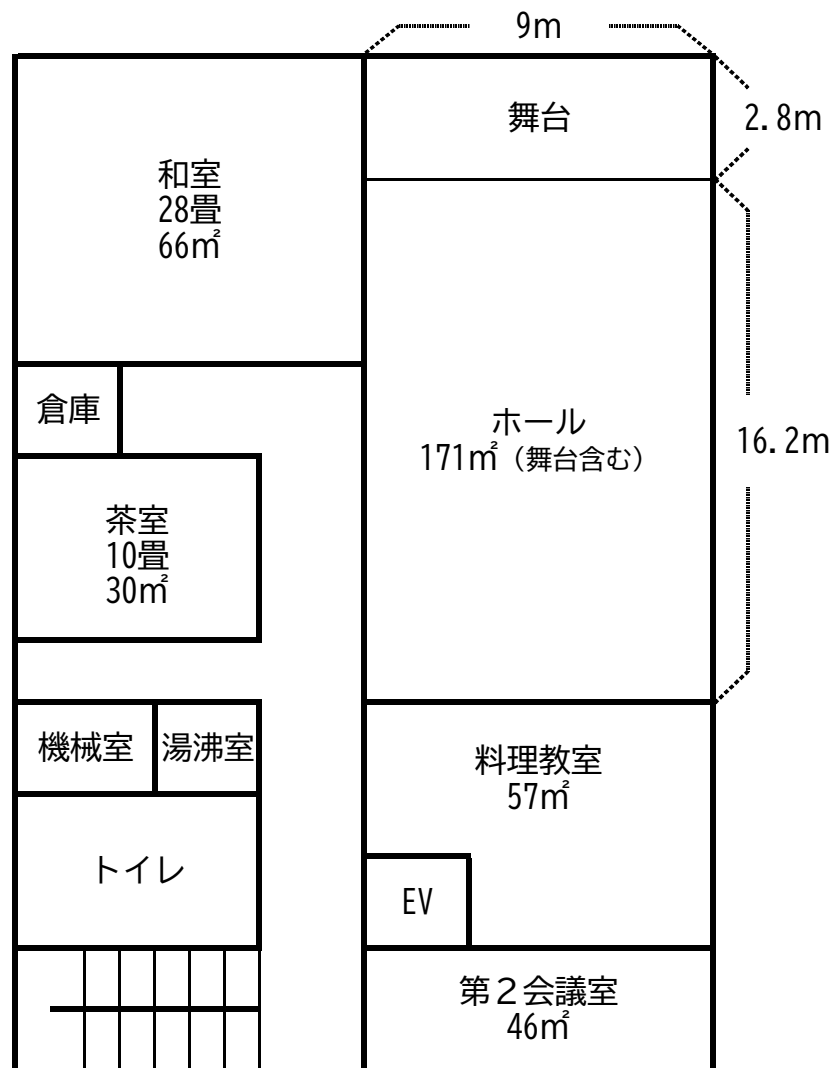 9m
舞台
2.8m
和室
28畳
66㎡
倉庫
ホール
171㎡（舞台含む）
16.2m
茶室
10畳
30㎡
機械室
湯沸室
料理教室
57㎡
トイレ
EV
第２会議室
46㎡